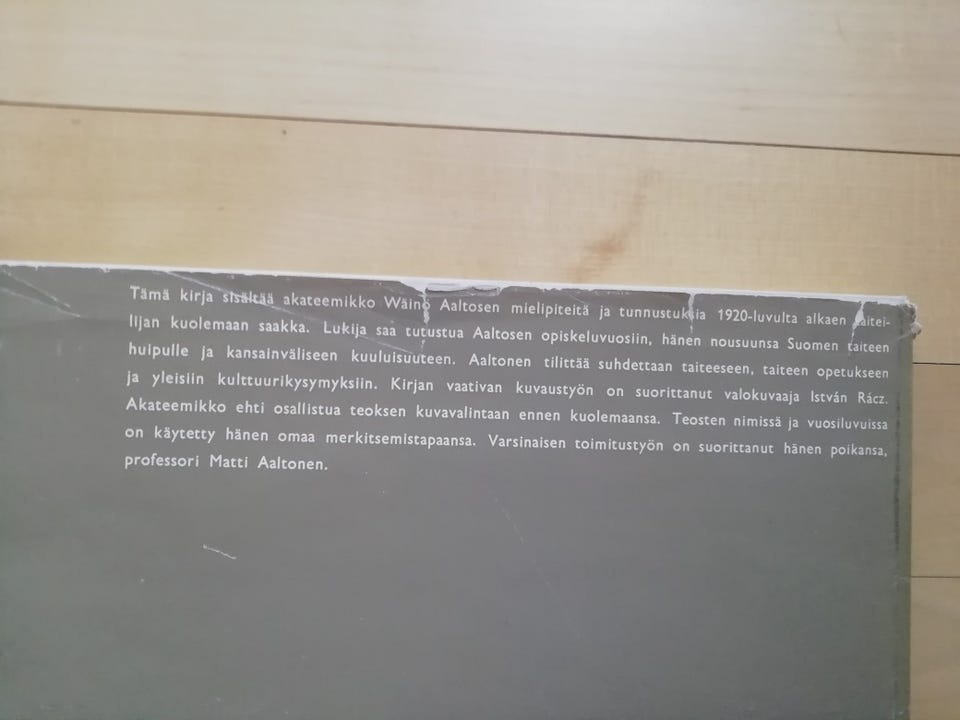 Tämä kirja sisältää akateemikko Wäinö Aaltosen mielipiteitä ja tunnustuksia 1920-luvulta alkaen taitei-
lijan kuolemaan saakka. Lukija saa tutustua Aaltosen opiskeluvuosiin, hänen nousuunsa Suomen taiteen
huipulle ja kansainväliseen kuuluisuuteen. Aaltonen tilittää suhdettaan taiteeseen, taiteen opetukseen
ja yleisiin kulttuurikysymyksiin. Kirjan vaativan kuvaustyön on suorittanut valokuvaaja István Rácz.
Akateemikko ehti osallistua teoksen kuvavalintaan ennen kuolemaansa. Teosten nimissä ja vuosiluvuissa
on käytetty hänen omaa merkitsemistapaansa. Varsinaisen toimitustyön on suorittanut hänen poikansa,
professori Matti Aaltonen.